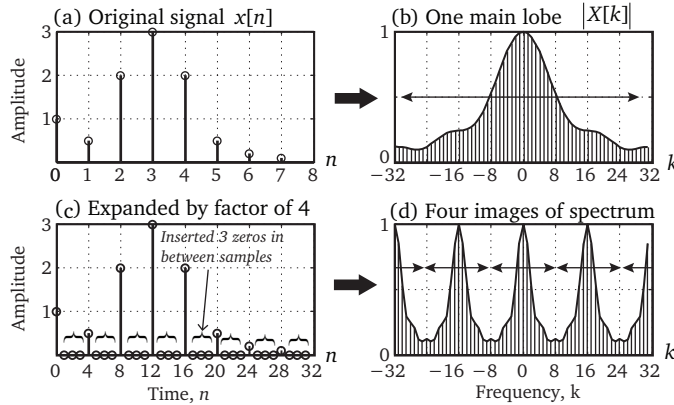 (a) Original signal x[n]
Amplitude
3
2
1
0
0 1 2 3 4 5 6 7 8
n
(b) One main lobe |X[k]|
1
0
−32 −16 −8 0 8 16 24 32
k
(c) Expanded by factor of 4
Inserted 3 zeros in
between samples
Amplitude
3
2
1
0
0 4 8 11 12 16 20 24 28 32
n
Time, n
(d) Four images of spectrum
1
0
−32 −24 −16 −8 0 8 16 24 32
k
Frequency, k